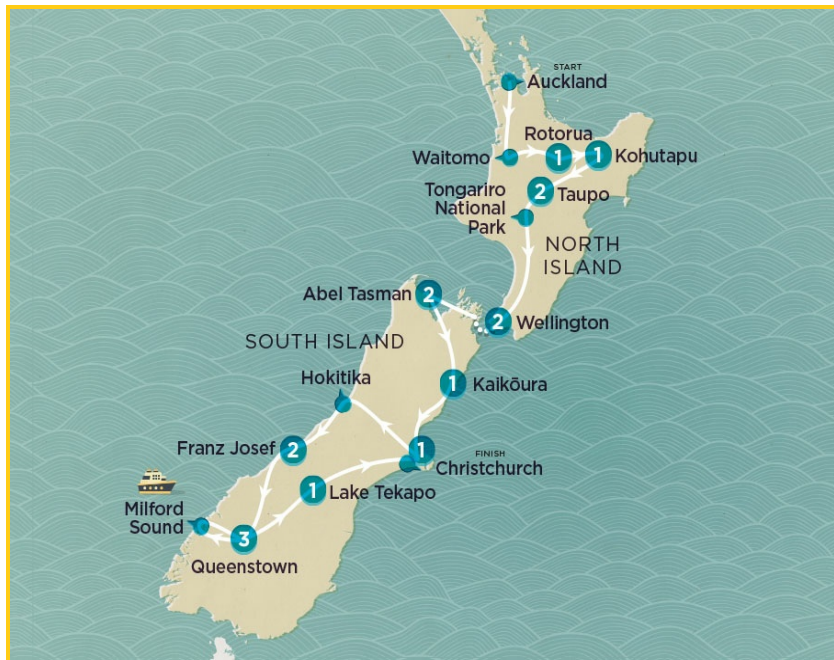 START
Auckland
Rotorua
Waitomo
1
1
Kohutapu
Tongariro
National
Park
2
Taupo
NORTH
ISLAND
Abel Tasman
2
2
Wellington
SOUTH ISLAND
Hokitika
1
Kaikōura
Franz Josef
2
1
FINISH
Christchurch
1
Lake Tekapo
Milford
Sound
3
Queenstown